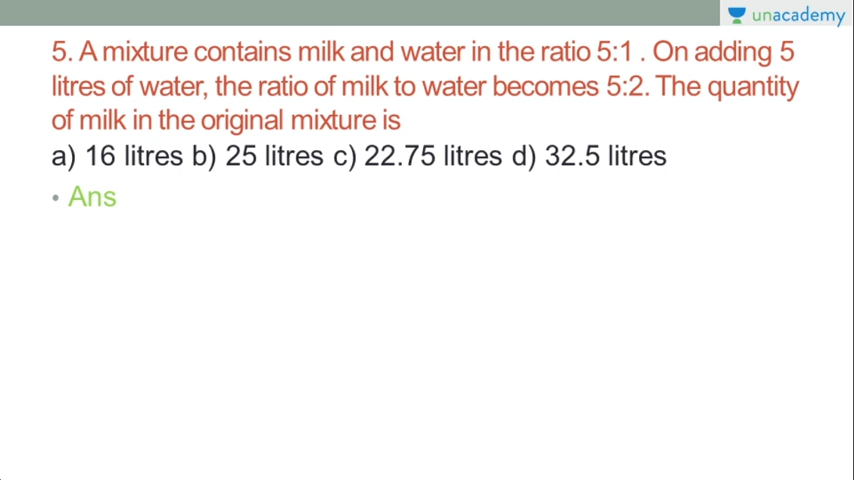 unacademy
5. A mixture contains milk and water in the ratio 5:1 . On adding 5
litres of water, the ratio of milk to water becomes 5:2. The quantity
of milk in the original mixture is
a) 16 litres b) 25 litres c) 22.75 litres d) 32.5 litres
• Ans